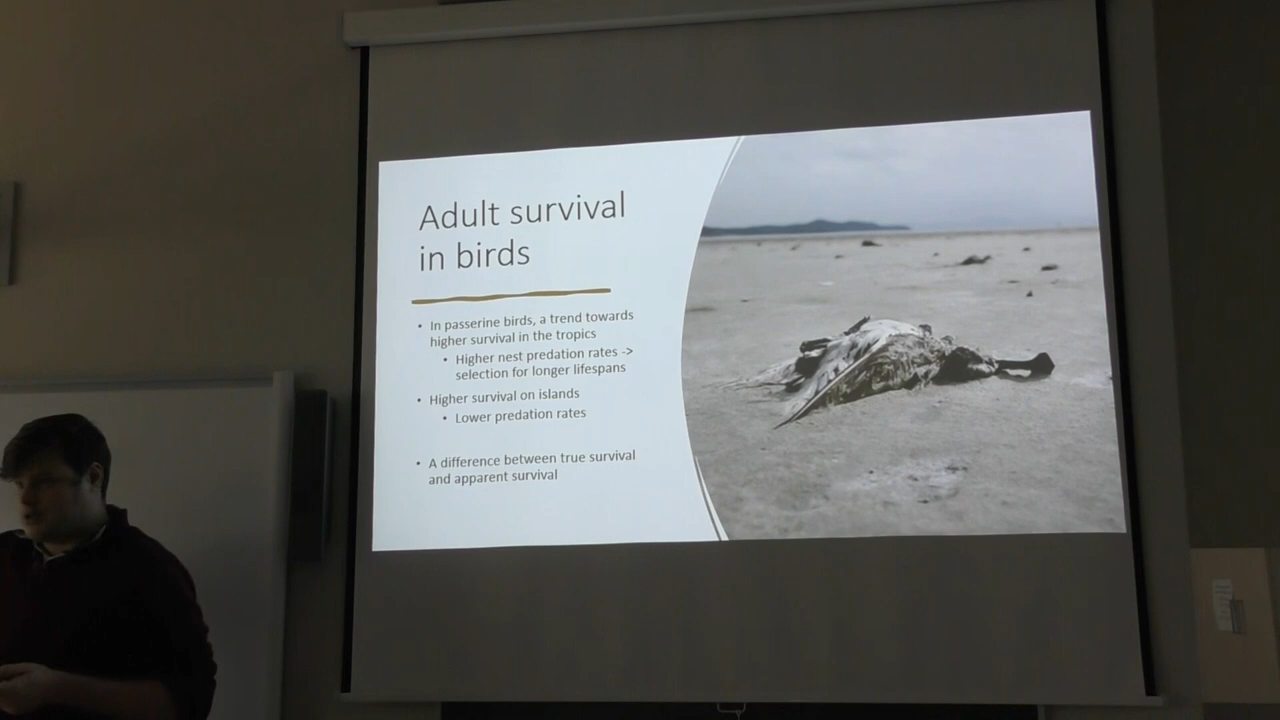 Adult survival
in birds
• In passerine birds, a trend towards
higher survival in the tropics
• Higher nest predation rates ->
selection for longer lifespans
• Higher survival on islands
• Lower predation rates
• A difference between true survival
and apparent survival